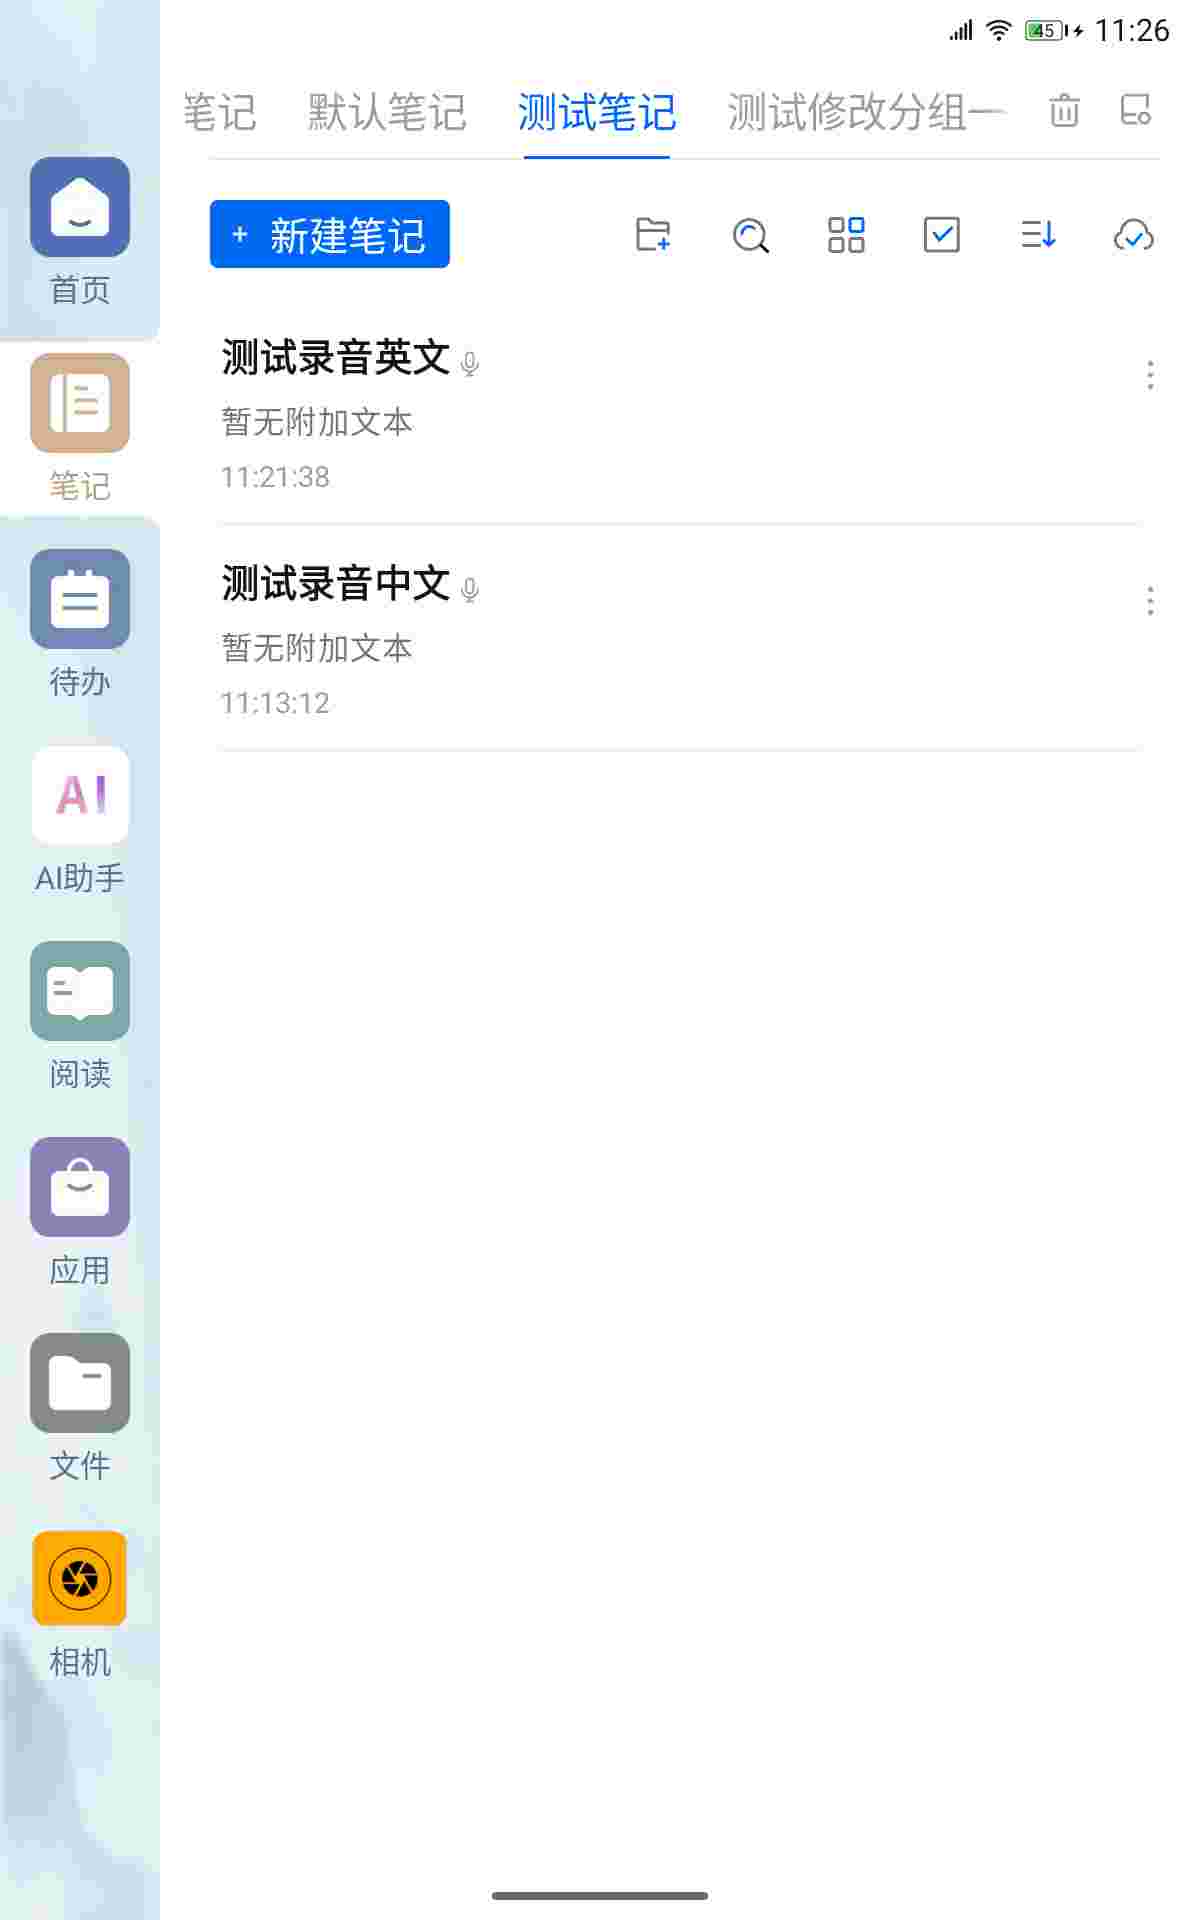 45 11:26
笔记 默认笔记 测试笔记 测试修改分组一
+ 新建笔记
首页
笔记
待办
AI
AI助手
阅读
应用
文件
相机
测试录音英文
暂无附加文本
11:21:38
测试录音中文
暂无附加文本
11:13:12